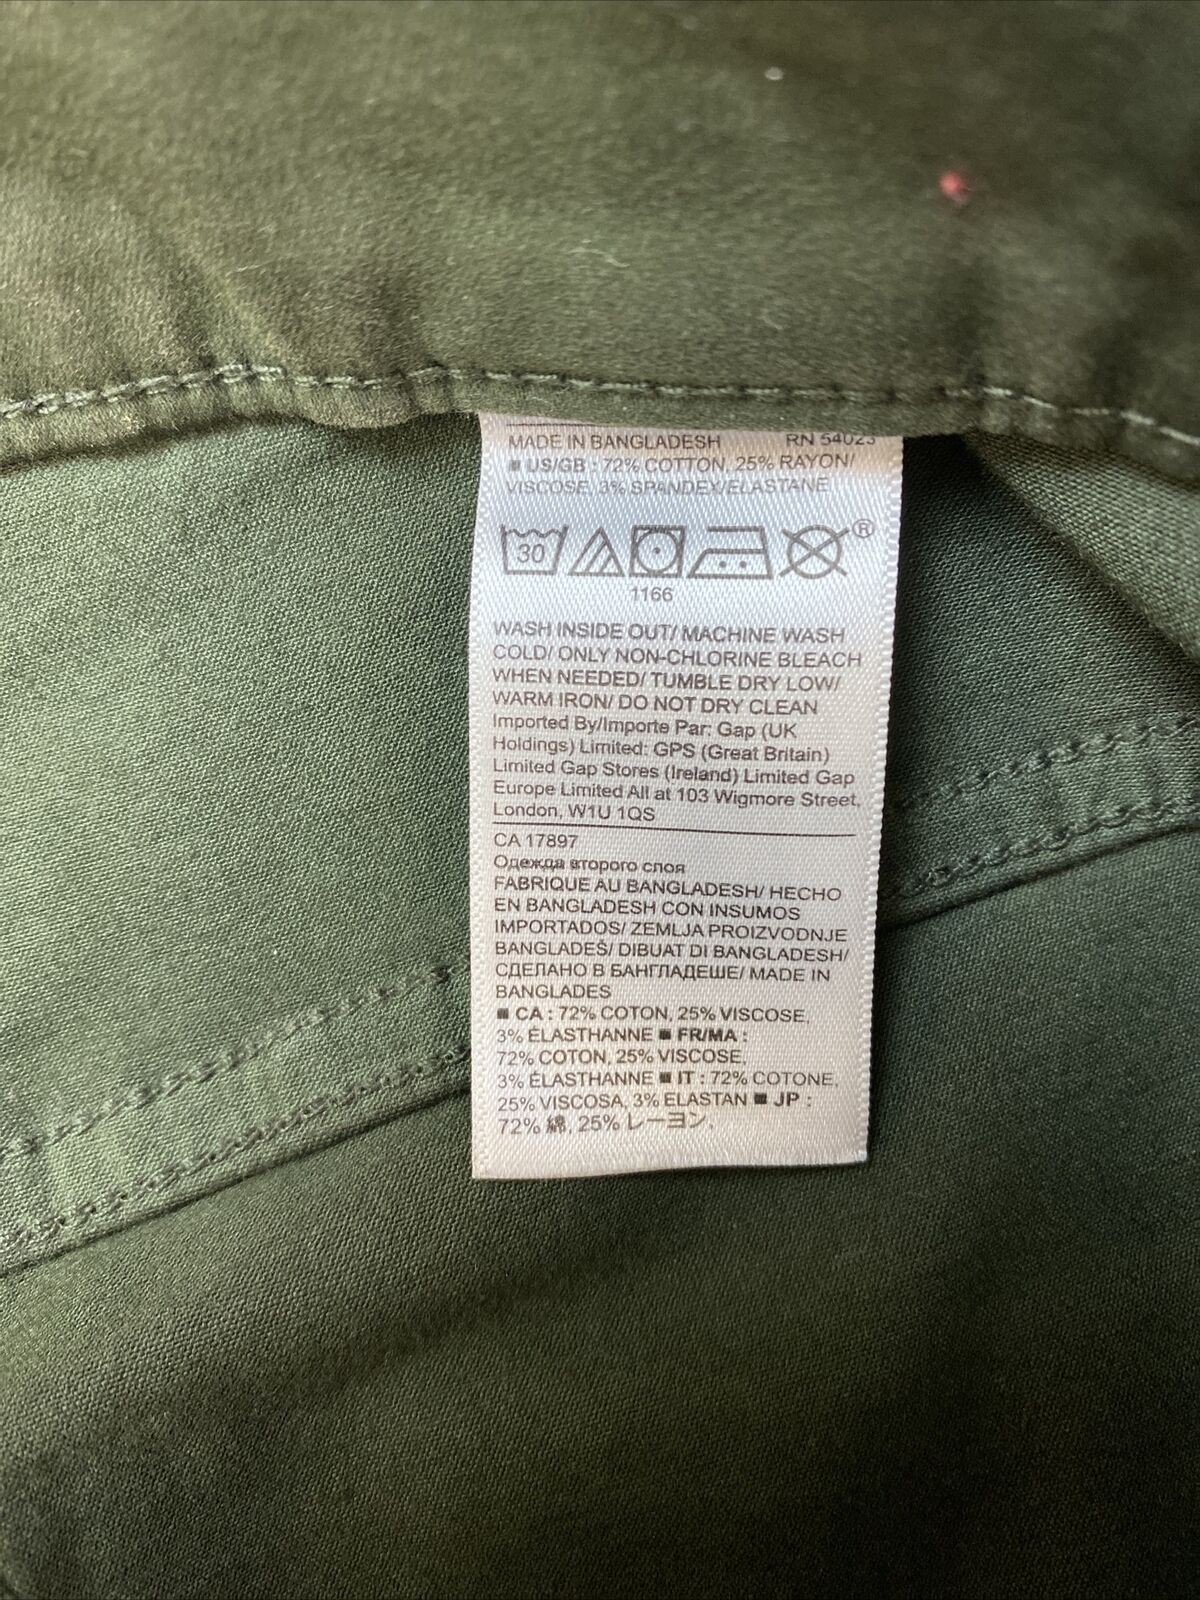 MADE IN BANGLADESH RN 54023
■ US/GB : 72% COTTON, 25% RAYON/
VISCOSE, 3% SPANDEX/ELASTANE
30 ®
1166
WASH INSIDE OUT/ MACHINE WASH
COLD/ ONLY NON-CHLORINE BLEACH
WHEN NEEDED/ TUMBLE DRY LOW/
WARM IRON/ DO NOT DRY CLEAN
Imported By/Importe Par: Gap (UK
Holdings) Limited: GPS (Great Britain)
Limited Gap Stores (Ireland) Limited Gap
Europe Limited All at 103 Wigmore Street,
London, W1U 1QS
CA 17897
Одежда второго слоя
FABRIQUE AU BANGLADESH/ HECHO
EN BANGLADESH CON INSUMOS
IMPORTADOS/ ZEMLJA PROIZVODNJE
BANGLADEŠ/ DIBUAT DI BANGLADESH/
СДЕЛАНО В БАНГЛАДЕШЕ/ MADE IN
BANGLADES
■ CA : 72% COTON, 25% VISCOSE,
3% ÉLASTHANNE ■ FR/MA :
72% COTON, 25% VISCOSE,
3% ÉLASTHANNE ■ IT : 72% COTONE,
25% VISCOSA, 3% ELASTAN ■ JP :
72% 綿, 25% レーヨン,